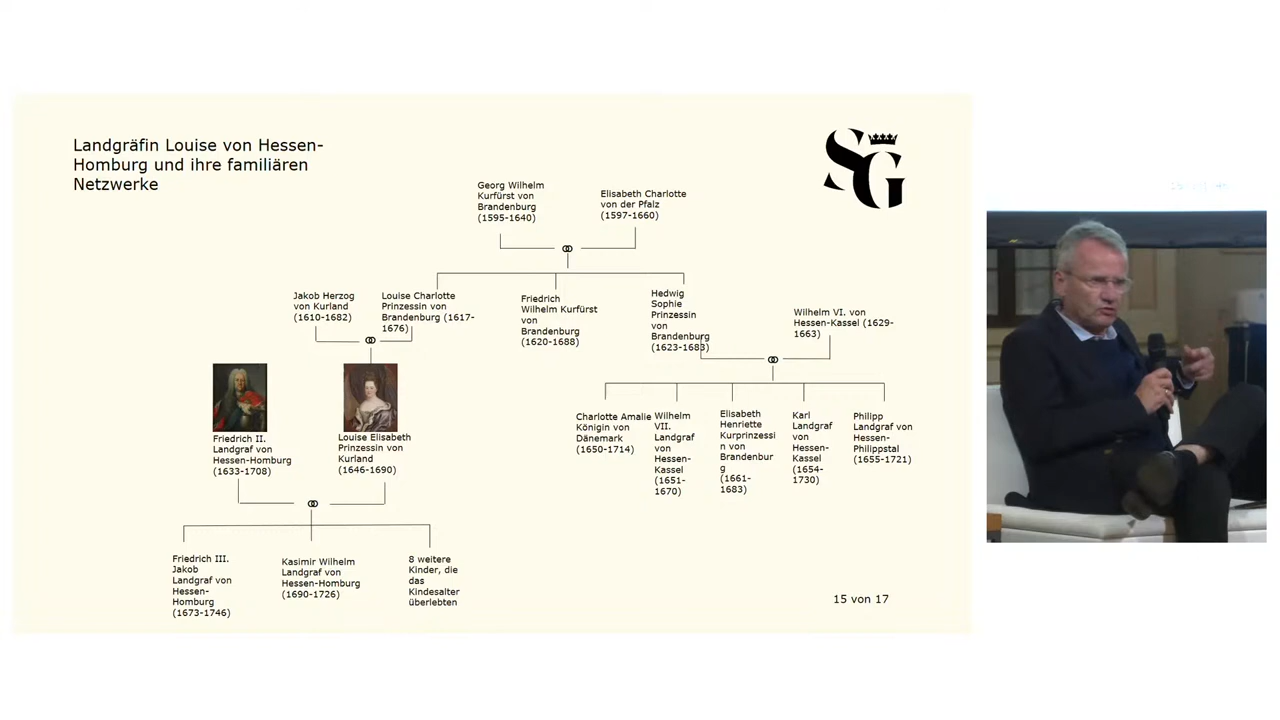 Landgräfin Louise von Hessen-
Homburg und ihre familiären
Netzwerke
SG
Georg Wilhelm
Kurfürst von
Brandenburg
(1595-1640)
Elisabeth Charlotte
von der Pfalz
(1597-1660)
Jakob Herzog
von Kurland
(1610-1682)
Louise Charlotte
Prinzessin von
Brandenburg (1617-
1676)
Friedrich
Wilhelm Kurfürst
von
Brandenburg
(1620-1688)
Hedwig
Sophie
Prinzessin
von
Brandenburg
(1623-1683)
Wilhelm VI. von
Hessen-Kassel (1629-
1663)
Friedrich II.
Landgraf von
Hessen-Homburg
(1633-1708)
Louise Elisabeth
Prinzessin von
Kurland
(1646-1690)
Charlotte Amalie
Königin von
Dänemark
(1650-1714)
Wilhelm
VII.
Landgraf
von
Hessen-
Kassel
(1651-
1670)
Elisabeth
Henriette
Kurprinzessi
n von
Brandenbur
g
(1661-
1683)
Karl
Landgraf
von
Hessen-
Kassel
(1654-
1730)
Philipp
Landgraf von
Hessen-
Philippstal
(1655-1721)
Friedrich III.
Jakob
Landgraf von
Hessen-
Homburg
(1673-1746)
Kasimir Wilhelm
Landgraf von
Hessen-Homburg
(1690-1726)
8 weitere
Kinder, die
das
Kindesalter
überlebten
15 von 17